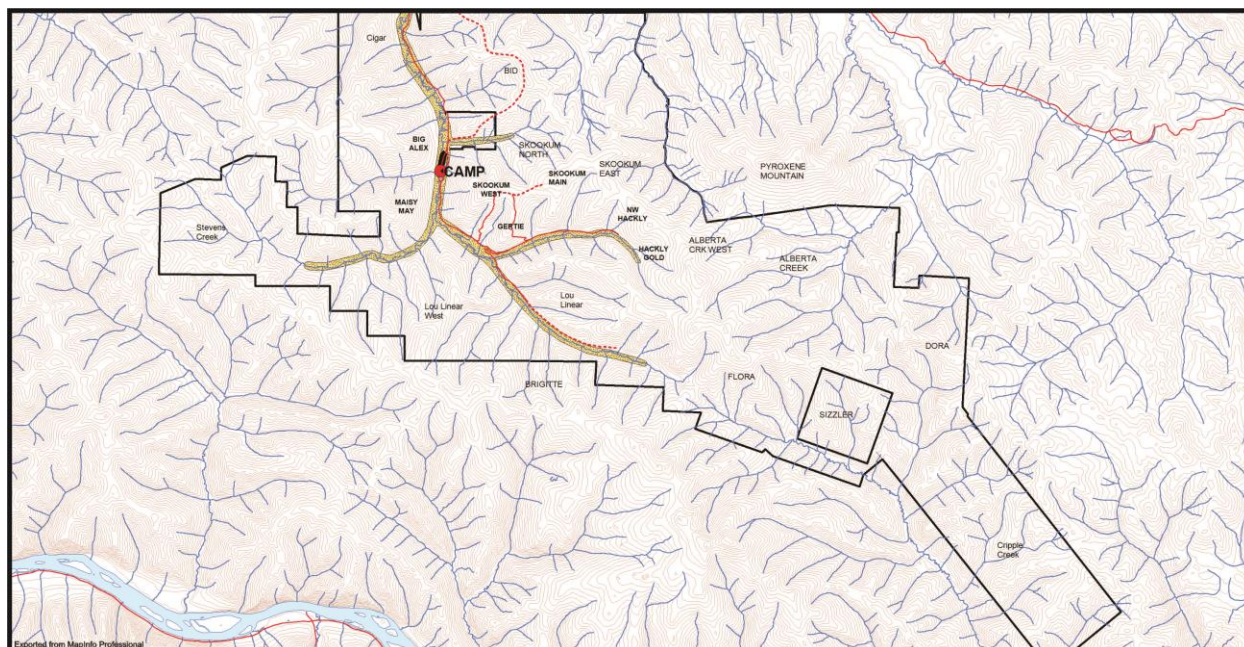 Cigar
BID
BIG
ALEX
SKOOKUM
NORTH
CAMP
SKOOKUM
EAST
PYROXENE
MOUNTAIN
SKOOKUM
MAIN
SKOOKUM
WEST
MAISY
MAY
NW
HACKLY
GERTIE
Stevens
Creek
ALBERTA
CRK WEST
HACKLY
GOLD
ALBERTA
CREEK
Lou Linear
West
Lou
Linear
DORA
FLORA
BRIGITTE
SIZZLER
Cripple
Creek
Exported from MapInfo Professional